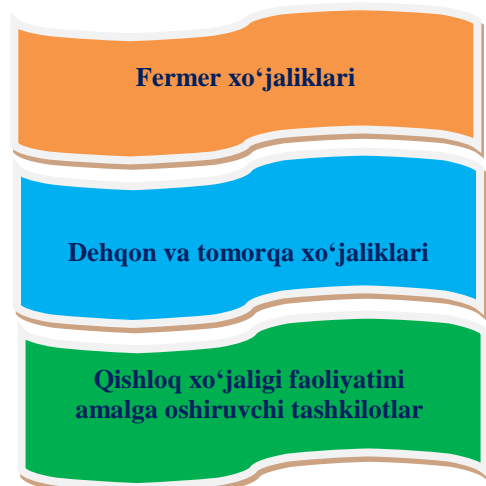 Fermer xo‘jaliklari
Dehqon va tomorqa xo‘jaliklari
Qishloq xo‘jaligi faoliyatini
amalga oshiruvchi tashkilotlar